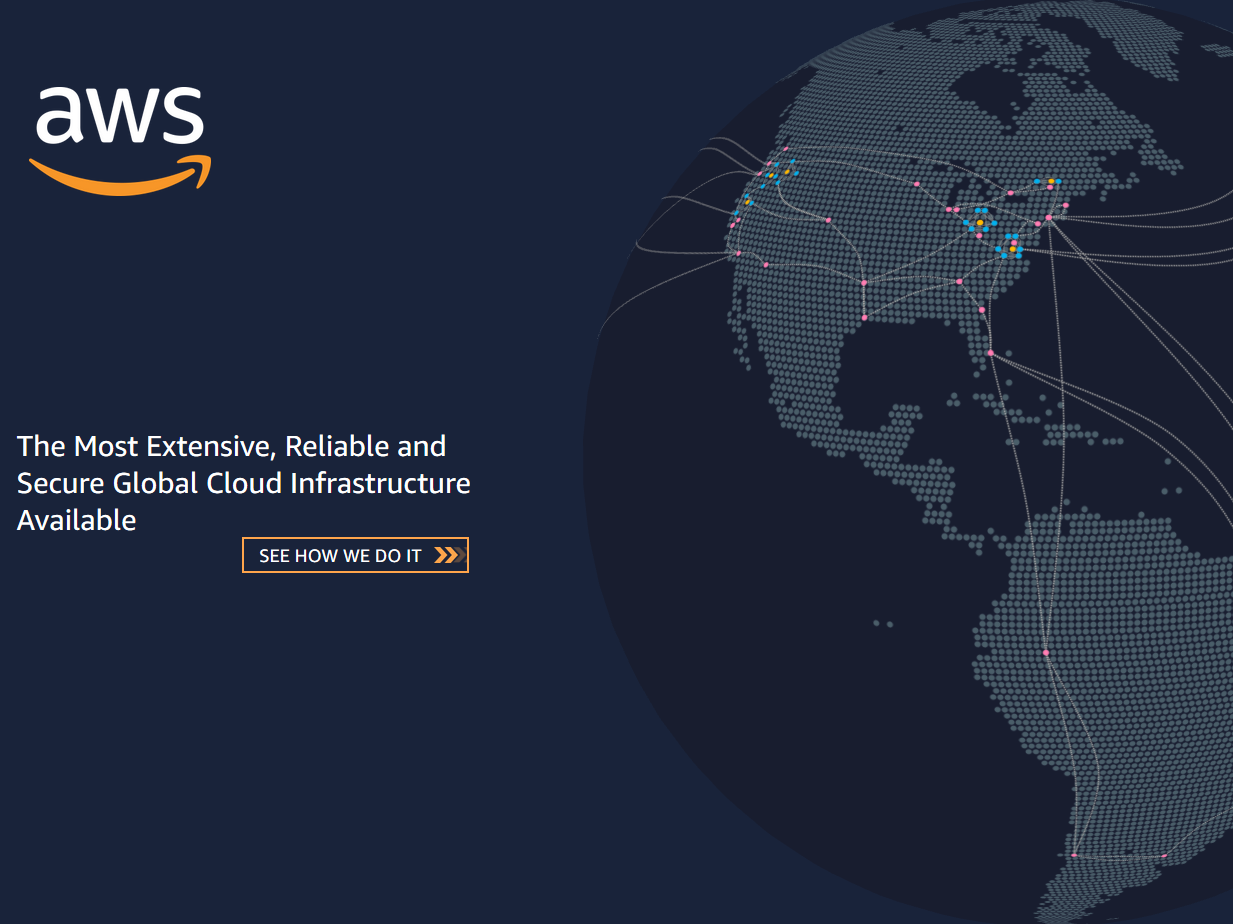 aws
The Most Extensive, Reliable and
Secure Global Cloud Infrastructure
Available
SEE HOW WE DO IT